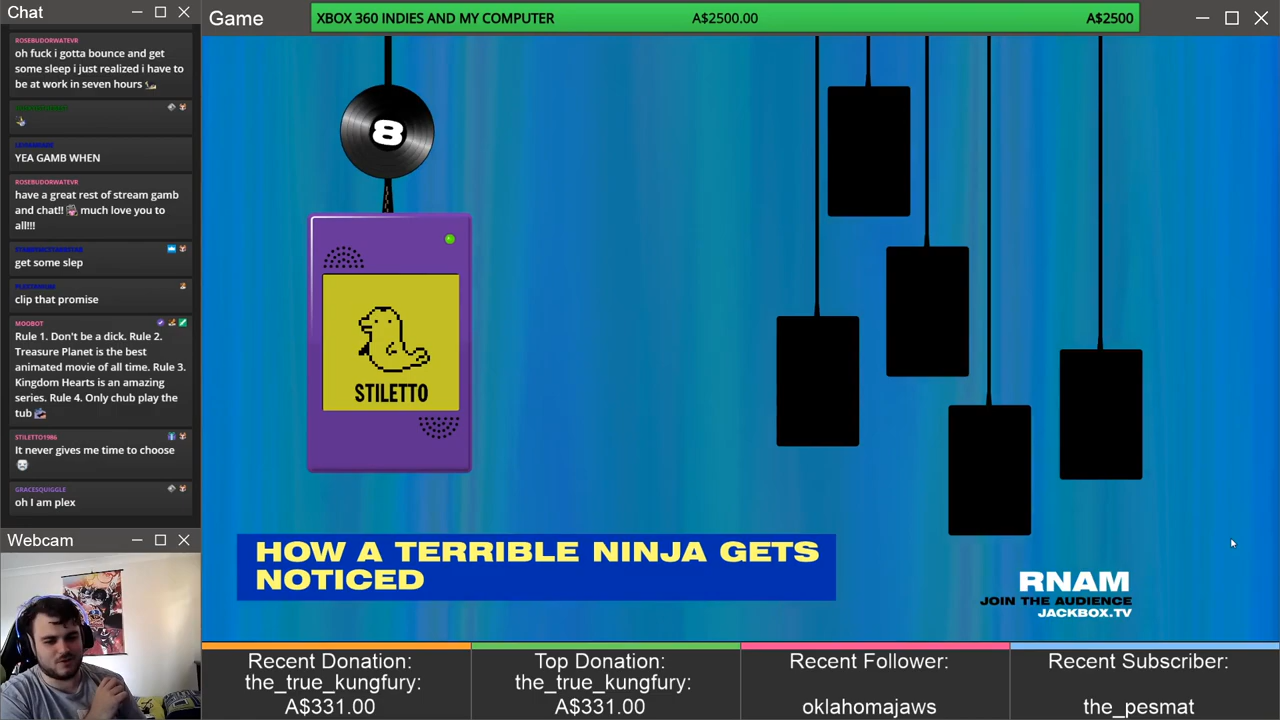 Chat
Game
XBOX 360 INDIES AND MY COMPUTER
A$2500.00
A$2500
ROSEBUDORWATEVR
oh fuck i gotta bounce and get
some sleep i just realized i have to
be at work in seven hours
YEA GAMB WHEN
ROSEBUDORWATEVR
have a great rest of stream gamb
and chat!! much love you to
all!!!
get some slep
clip that promise
MOOBOT
Rule 1. Don't be a dick. Rule 2.
Treasure Planet is the best
animated movie of all time. Rule 3.
Kingdom Hearts is an amazing
series. Rule 4. Only chub play the
tub
STILETTO1986
It never gives me time to choose
GRACESQUIGGLE
oh I am plex
Webcam
8
STILETTO
HOW A TERRIBLE NINJA GETS
NOTICED
RNAM
JOIN THE AUDIENCE
JACKBOX.TV
Recent Donation:
the_true_kungfury:
A$331.00
Top Donation:
the_true_kungfury:
A$331.00
Recent Follower:
oklahomajaws
Recent Subscriber:
the_pesmat